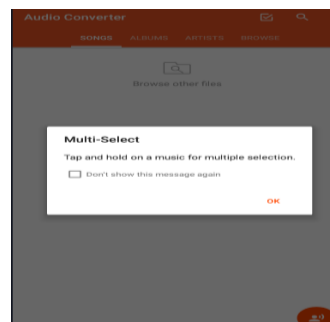 Audio Converter
SONGS ALBUMS ARTISTS BROWSE
Browse other files
Multi-Select
Tap and hold on a music for multiple selection.
Don't show this message again
OK